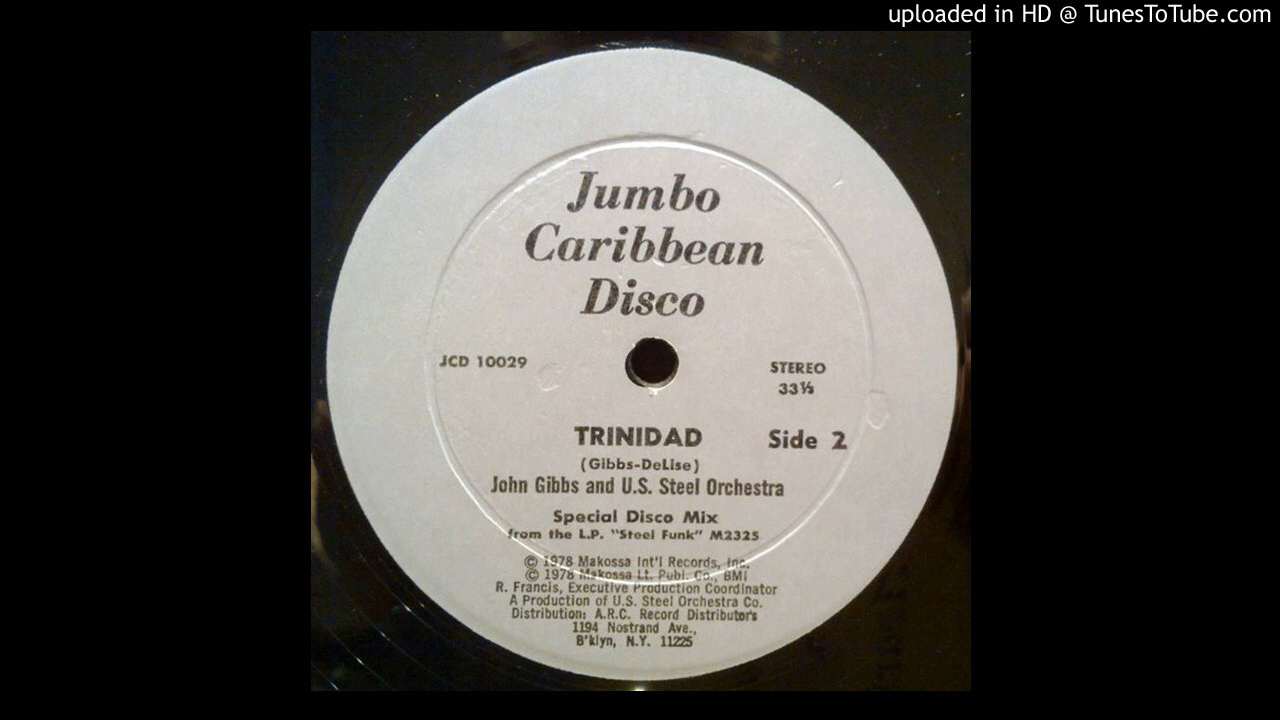 uploaded in HD @ TunesToTube.com
Jumbo
Caribbean
Disco
JCD 10029
STEREO
33⅓
TRINIDAD
Side 2
(Gibbs-DeLise)
John Gibbs and U.S. Steel Orchestra
Special Disco Mix
from the L.P. "Steel Funk" M2325
© 1978 Makossa Int'l Records, Inc.
© 1978 Makossa Lt. Publ. Co., BMI
R. Francis, Executive Production Coordinator
A Production of U.S. Steel Orchestra Co.
Distribution: A.R.C. Record Distributors
1194 Nostrand Ave.,
B'klyn, N.Y. 11225